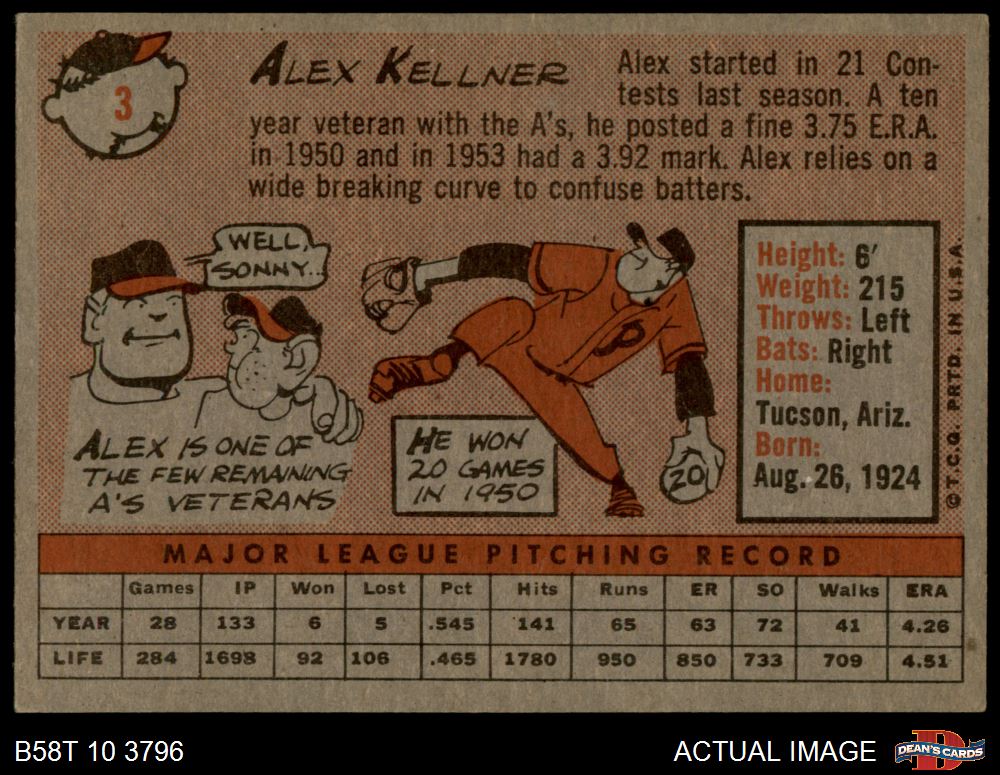 3
ALEX KELLNER
Alex started in 21 Con-
tests last season. A ten
year veteran with the A's, he posted a fine 3.75 E.R.A.
in 1950 and in 1953 had a 3.92 mark. Alex relies on a
wide breaking curve to confuse batters.
WELL,
SONNY...
ALEX IS ONE OF
THE FEW REMAINING
A'S VETERANS
P
HE WON
20 GAMES
IN 1950
20
Height: 6'
Weight: 215
Throws: Left
Bats: Right
Home:
Tucson, Ariz.
Born:
Aug. 26, 1924
©T.C.G. PRTD. IN U.S.A.
MAJOR LEAGUE PITCHING RECORD
Games IP Won Lost Pct Hits Runs ER SO Walks ERA
YEAR 28 133 6 5 .545 141 65 63 72 41 4.26
LIFE 284 1698 92 106 .465 1780 950 850 733 709 4.51
B58T 10 3796
ACTUAL IMAGE
D
DEAN'S CARDS